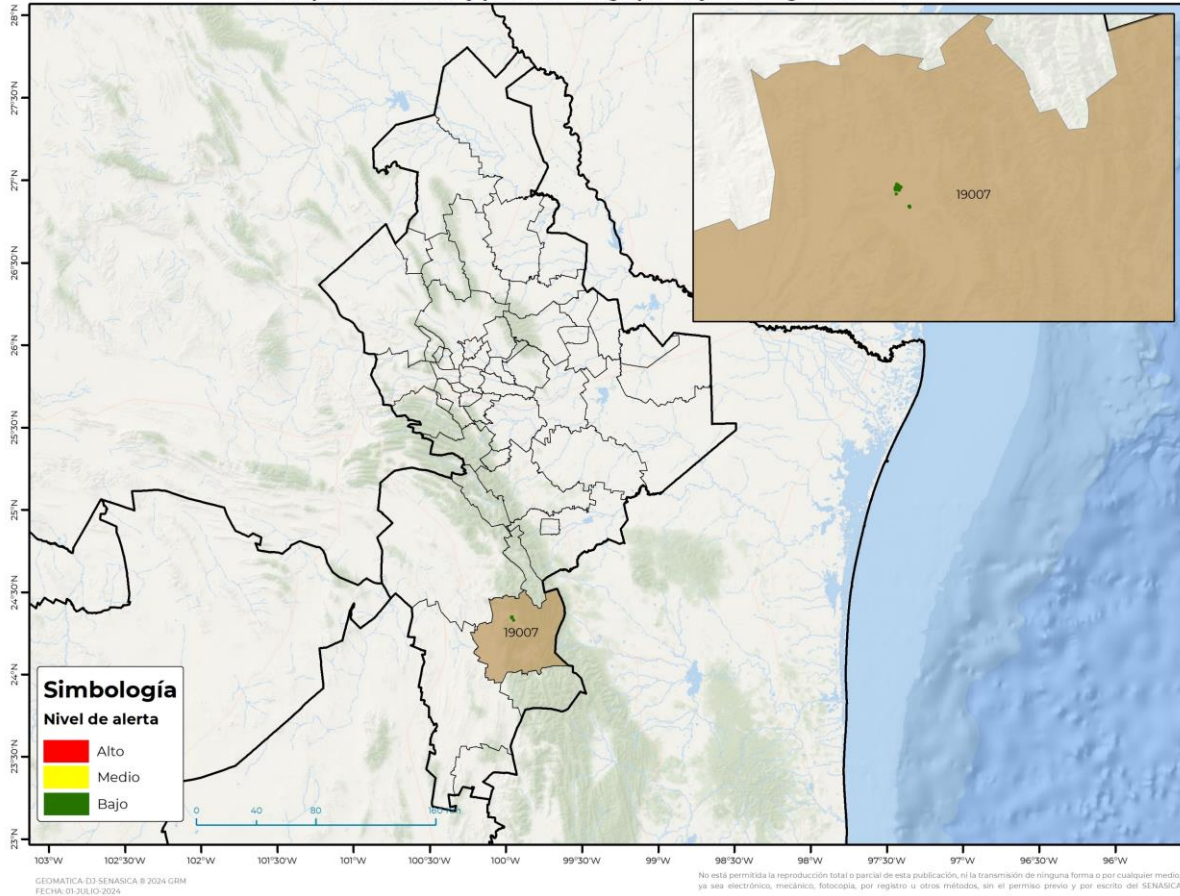 28°N
27°30'N
27°N
26°30'N
26°N
25°30'N
25°N
24°30'N
24°N
23°30'N
23°N
19007
19007
Simbología
Nivel de alerta
Alto
Medio
Bajo
0 40 80
103°W 102°30'W 102°W 101°30'W 101°W 100°30'W 100°W 99°30'W 99°W 98°30'W 98°W 97°30'W 97°W 96°30'W 96°W
GEOMATICA-DJ-SENASICA ® 2024 GRM
FECHA: 01-JULIO-2024
No está permitida la reproducción total o parcial de esta publicación, ni la transmisión de ninguna forma o por cualquier medio,
ya sea electrónico, mecánico, fotocopia, por registro u otros métodos, sin el permiso previo y por escrito del SENASICA